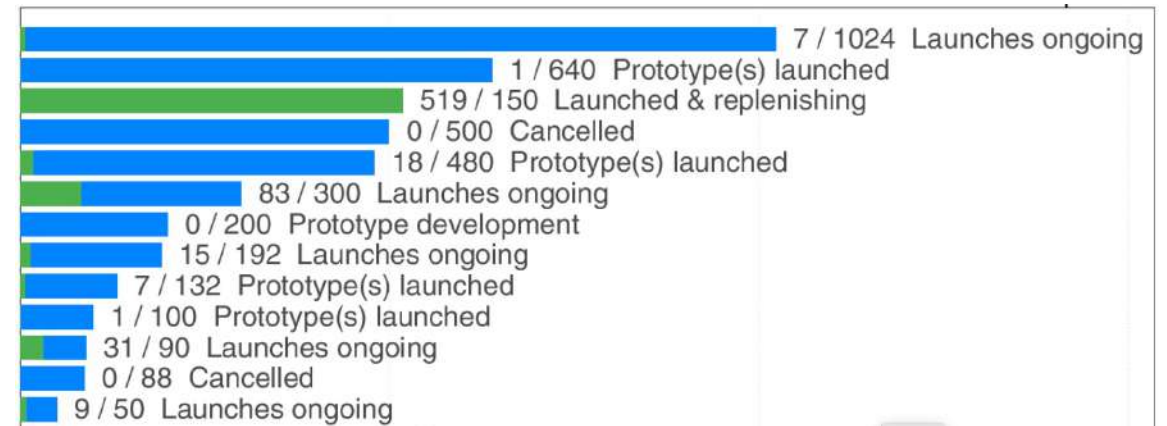 7 / 1024 Launches ongoing
1 / 640 Prototype(s) launched
519 / 150 Launched & replenishing
0 / 500 Cancelled
18 / 480 Prototype(s) launched
83 / 300 Launches ongoing
0 / 200 Prototype development
15 / 192 Launches ongoing
7 / 132 Prototype(s) launched
1 / 100 Prototype(s) launched
31 / 90 Launches ongoing
0 / 88 Cancelled
9 / 50 Launches ongoing